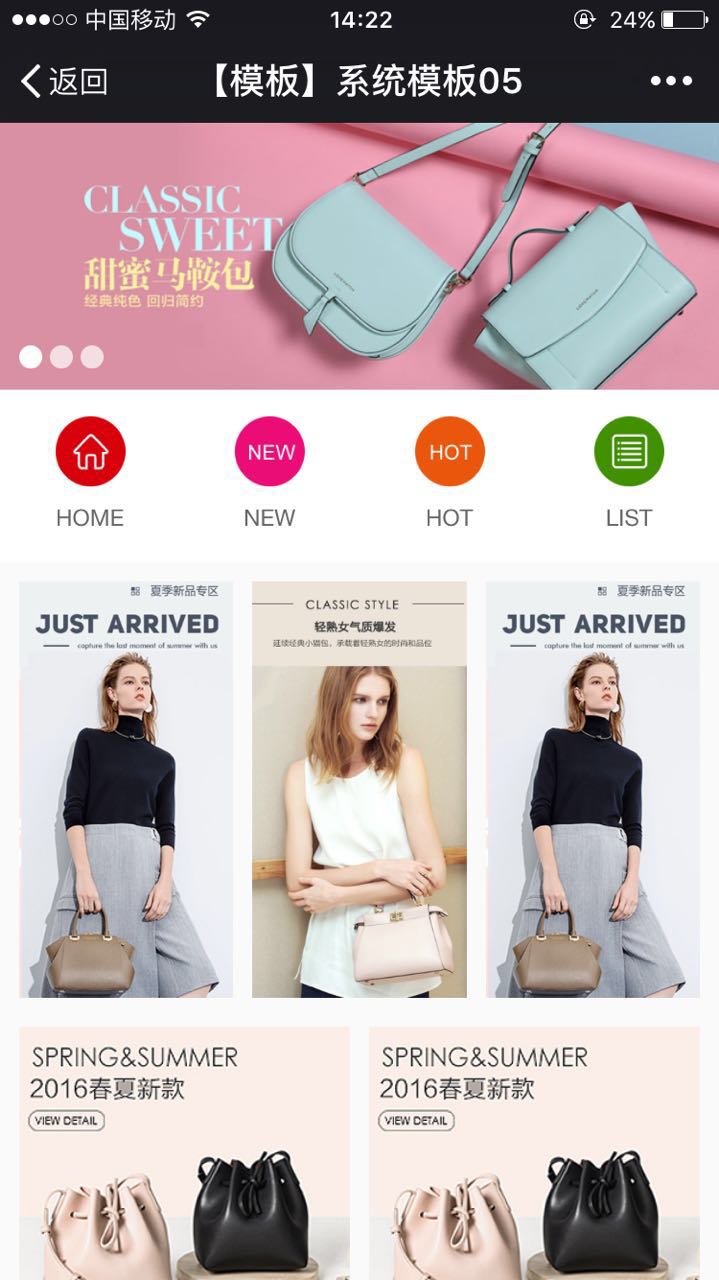 中国移动
14:22
24%
返回
【模板】系统模板05
CLASSIC
SWEET
甜蜜马鞍包
经典纯色 回归简约
NEW
HOT
HOME
NEW
HOT
LIST
夏季新品专区
JUST ARRIVED
capture the last moment of summer with us
CLASSIC STYLE
轻熟女气质爆发
延续经典小猫包，承载着轻熟女的时尚和品位
夏季新品专区
JUST ARRIVED
capture the last moment of summer with us
SPRING&SUMMER
2016春夏新款
VIEW DETAIL
SPRING&SUMMER
2016春夏新款
VIEW DETAIL